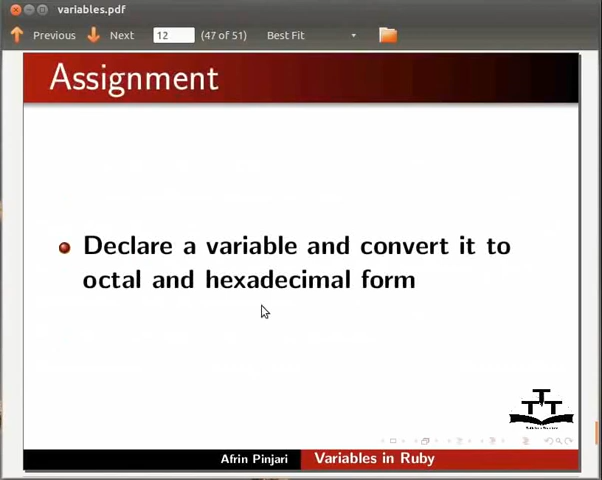 variables.pdf
Previous Next 12 (47 of 51) Best Fit
Assignment
Declare a variable and convert it to
octal and hexadecimal form
Afrin Pinjari Variables in Ruby